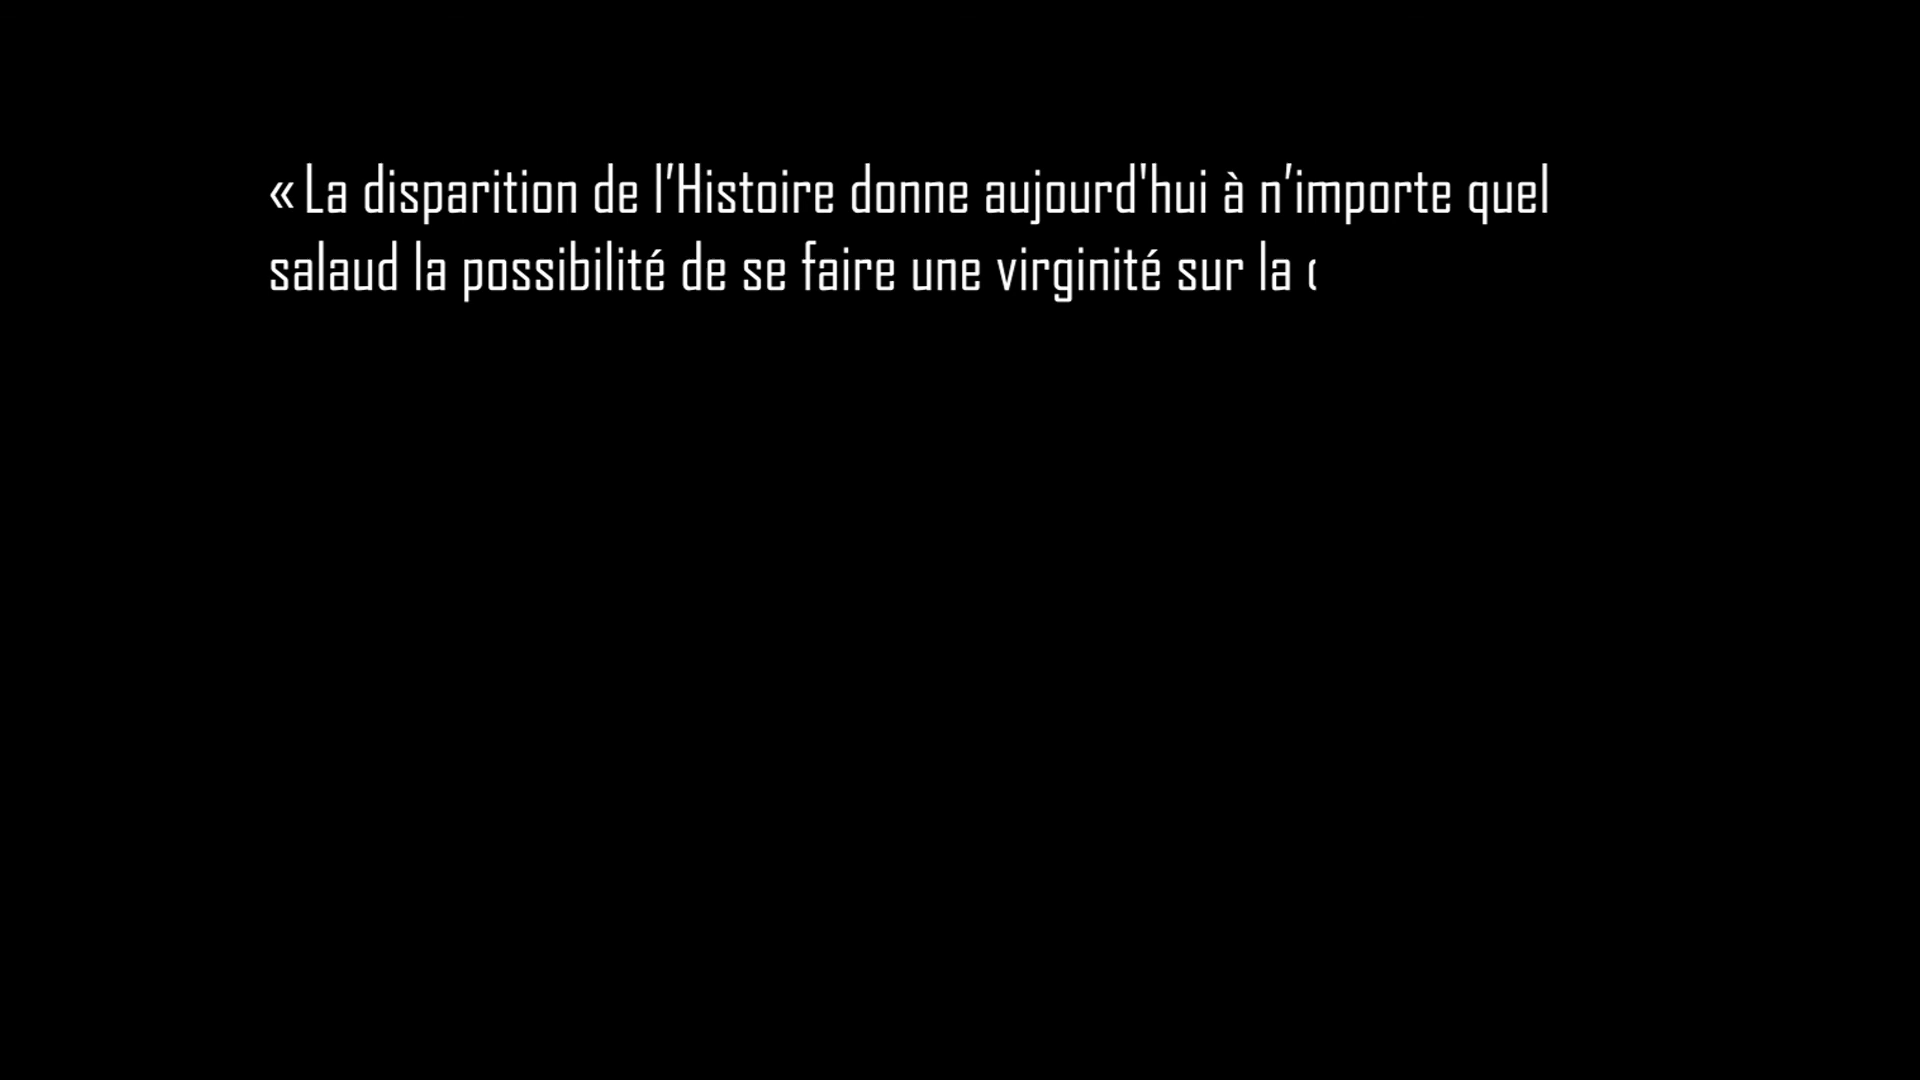 « La disparition de l’Histoire donne aujourd'hui à n’importe quel
salaud la possibilité de se faire une virginité sur la